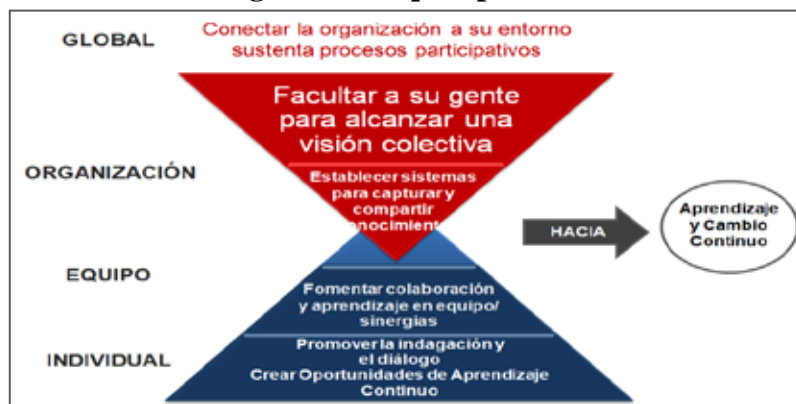 GLOBAL
Conectar la organización a su entorno
sustenta procesos participativos
Facultar a su gente
para alcanzar una
visión colectiva
ORGANIZACIÓN
Establecer sistemas
para capturar y
compartir
onocimient
HACIA
Aprendizaje
y Cambio
Continuo
EQUIPO
Fomentar colaboración
y aprendizaje en equipo/
sinergias
INDIVIDUAL
Promover la indagación y
el diálogo
Crear Oportunidades de Aprendizaje
Continuo